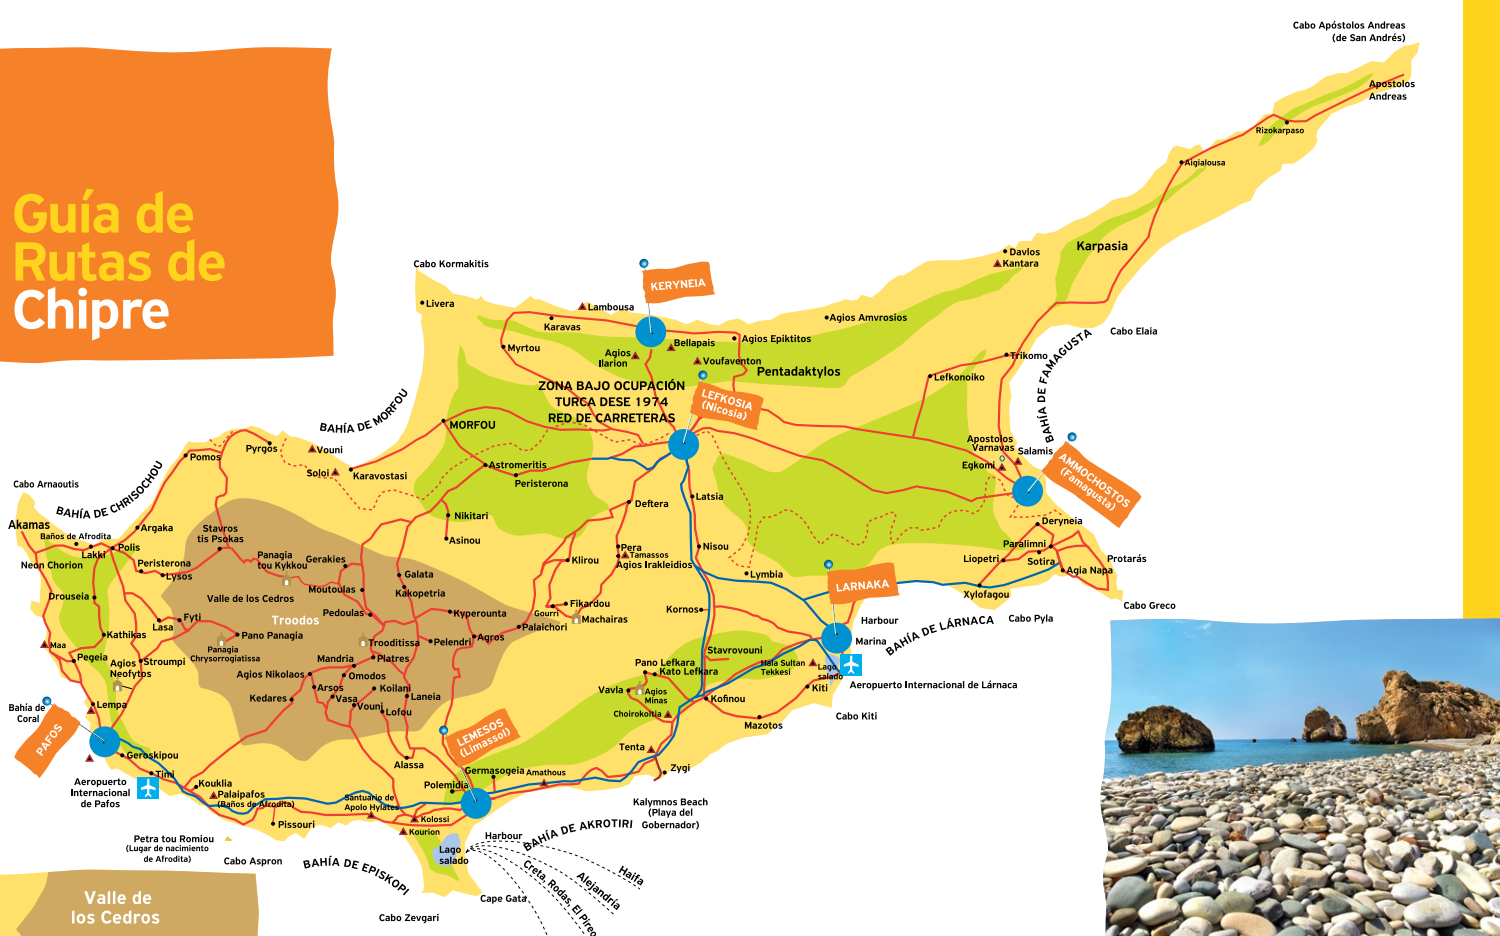 Guía de
Rutas de
Chipre
Cabo Apóstolos Andreas
(de San Andrés)
Apostolos
Andreas
Rizokarpaso
Aigialousa
Karpasia
Davlos
Kantara
Cabo Kormakitis
Livera
KERYNEIA
Lambousa
Karavas
Myrtou
Agios Amvrosios
Agios Epiktitos
Bellapais
Agios
Ilarion
Voufaventon
Pentadaktylos
Cabo Elaia
BAHÍA DE FAMAGUSTA
Trikomo
Lefkonoiko
ZONA BAJO OCUPACIÓN
TURCA DESE 1974
RED DE CARRETERAS
LEFKOSIA
(Nicosia)
BAHÍA DE MORFOU
MORFOU
Apostolos
Varnavas
Salamis
Egkomi
AMMOCHOSTOS
(Famagusta)
Pyrgos
Vouni
Pomos
Soloi
Karavostasi
Astromeritis
Peristerona
Cabo Arnaoutis
BAHÍA DE CHRISOCHOU
Akamas
Baños de Afrodita
Argaka
Lakki
Polis
Neon Chorion
Stavros
tis Psokas
Nikitari
Asinou
Deftera
Latsia
Deryneia
Paralimni
Liopetri
Sotira
Protarás
Agia Napa
Xylofagou
Cabo Greco
Cabo Pyla
Peristerona
Lysos
Panagia
tou Kykkou
Gerakies
Galata
Kakopetria
Klirou
Pera
Tamassos
Agios Irakleidios
Nisou
Lymbia
LARNAKA
Drouseia
Valle de los Cedros
Moutoulas
Pedoulas
Kyperounta
Gourri
Fikardou
Machairas
Kornos
Harbour
Marina
BAHÍA DE LÁRNACA
Fyti
Lasa
Troodos
Palaichori
Kathikas
Pano Panagia
Panagia
Chrysorrogiatissa
Trooditissa
Pelendri
Agros
Maa
Pegeia
Agios
Neofytos
Stroumpi
Mandria
Platres
Omodos
Agios Nikolaos
Stavrovouni
Pano Lefkara
Kato Lefkara
Hala Sultan
Tekkesi
Lago
salado
Aeropuerto Internacional de Lárnaca
Kiti
Cabo Kiti
Arsos
Koilani
Kedares
Vasa
Laneia
Vouni
Lofou
Vavla
Agios
Minas
Kofinou
Choirokoitia
Mazotos
Bahía de
Coral
Lempa
PAFOS
Geroskipou
LEMESOS
(Limassol)
Tenta
Zygi
Alassa
Timi
Aeropuerto
Internacional
de Pafos
Kouklia
Palaipafos
(Baños de Afrodita)
Pissouri
Santuario de
Apolo Hylates
Polemidia
Germasogeia
Amathous
Kolossi
Kourion
Kalymnos Beach
(Playa del
Gobernador)
Petra tou Romiou
(Lugar de nacimiento
de Afrodita)
Cabo Aspron
BAHÍA DE EPISKOPI
Lago
salado
Harbour
BAHÍA DE AKROTIRI
Haifa
Alejandría
Creta, Rodas, El Pireo
Cape Gata
Cabo Zevgari
Valle de
los Cedros